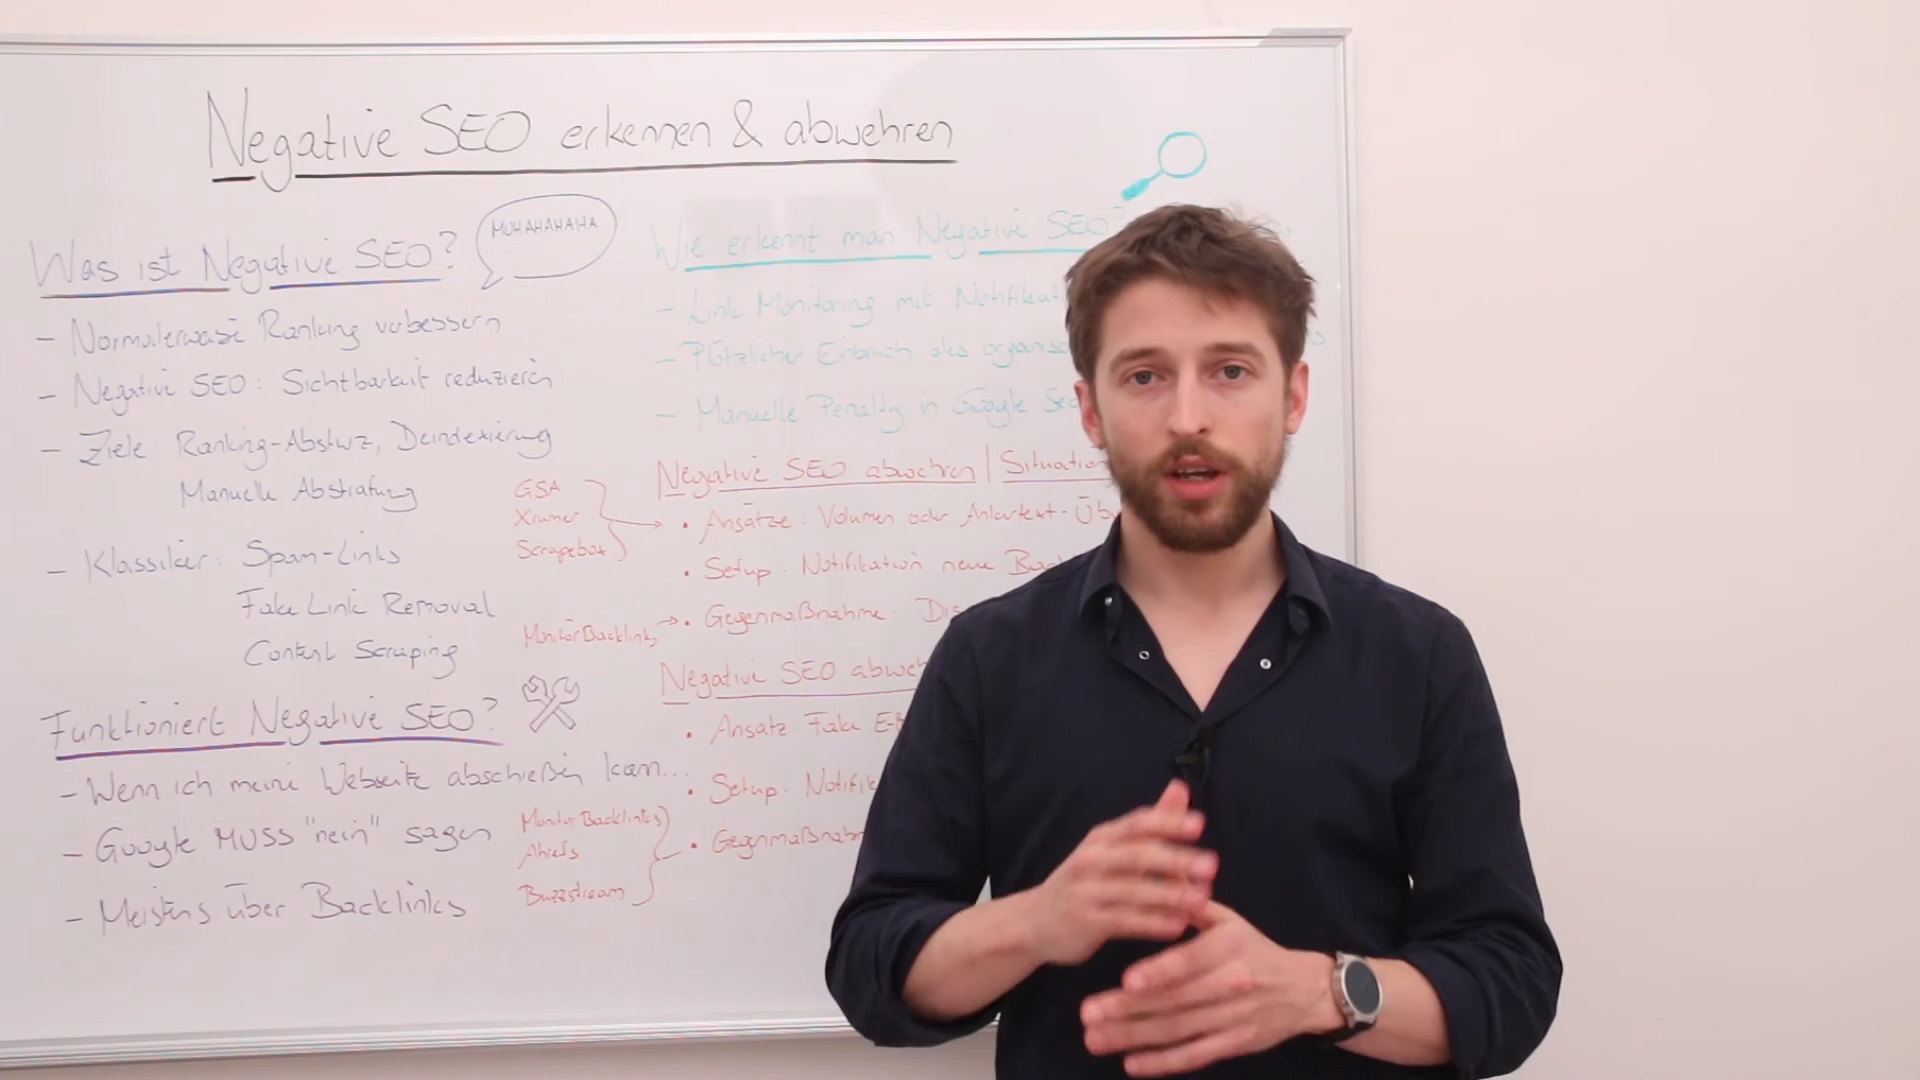 Negative SEO erkennen & abwehren
Was ist Negative SEO?
MUHAHAHAHA
- Normalerweise Ranking verbessern
- Negative SEO: Sichtbarkeit reduzieren
- Ziele: Ranking-Absturz, Deindexierung
Manuelle Abstrafung
- Klassiker: Spam-Links
Fake Link Removal
Content Scraping
Funktioniert Negative SEO?
- Wenn ich meine Webseite abschießen kann...
- Google MUSS "nein" sagen
- Meistens über Backlinks
Wie erkennt man Negative SEO?
- Link Monitoring mit
- Plötzlicher Einbruch des
- Manuelle Penalty in Google
Negative SEO abwehren | Situation
GSA
Xrumer
Scrapebox
• Ansätze: Volumen oder Ankertext-
• Setup: Notifikation neue
MonitorBacklinks
• Gegenmaßnahme:
Negative SEO
• Ansatz: Fake
• Setup:
Monitor Backlinks
Ahrefs
Buzzstream
•